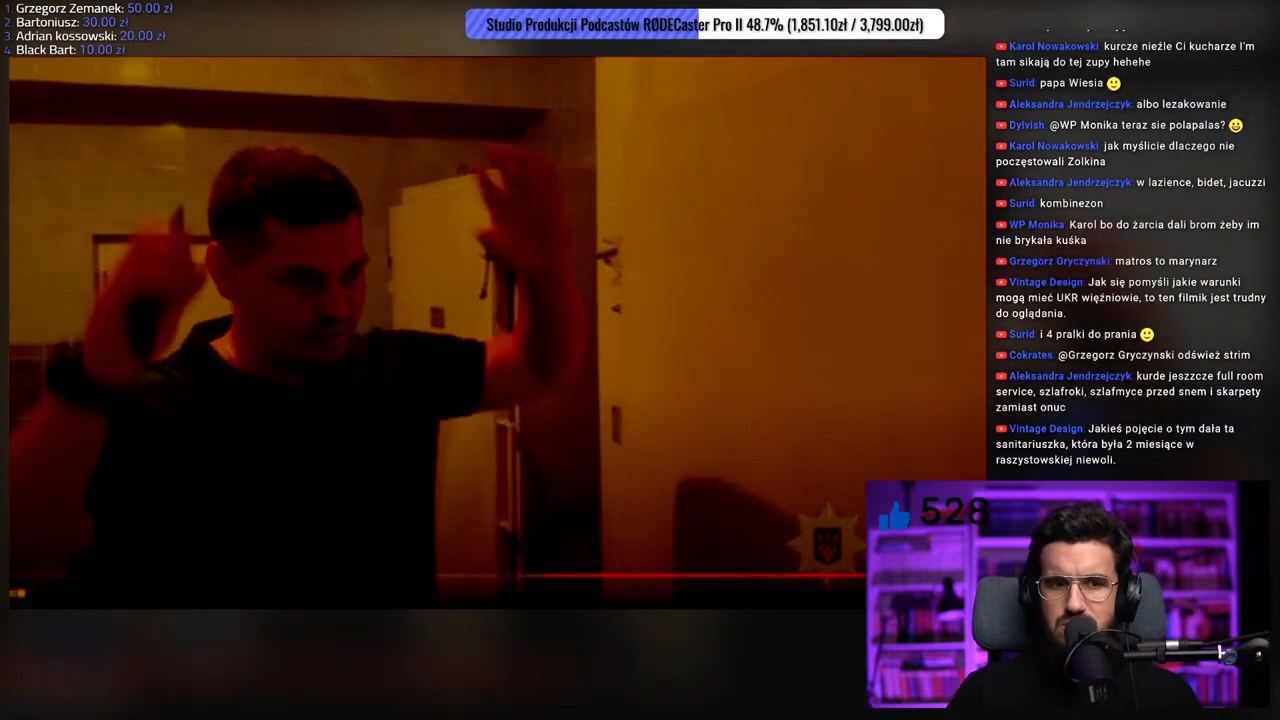 1. Grzegorz Zemanek: 50.00 zł
2. Bartoniusz: 30.00 zł
3. Adrian kossowski: 20.00 zł
4. Black Bart: 10.00 zł
Studio Produkcji Podcastów RØDECaster Pro II 48.7% (1,851.10zł / 3,799.00zł)
Karol Nowakowski: kurcze nieźle Ci kucharze I'm
tam sikają do tej zupy hehehe
Surid: papa Wiesia 🙂
Aleksandra Jendrzejczyk: albo lezakowanie
Dylvish: @WP Monika teraz sie polapalas? 😀
Karol Nowakowski: jak myślicie dlaczego nie
poczęstowali Zolkina
Aleksandra Jendrzejczyk: w lazience, bidet, jacuzzi
Surid: kombinezon
WP Monika: Karol bo do żarcia dali brom żeby im
nie brykała kuśka
Grzegorz Gryczynski: matros to marynarz
Vintage Design: Jak się pomyśli jakie warunki
mogą mieć UKR więźniowie, to ten filmik jest trudny
do oglądania.
Surid: i 4 pralki do prania 🙂
Cokrates: @Grzegorz Gryczynski odśwież strim
Aleksandra Jendrzejczyk: kurde jeszzcze full room
service, szlafroki, szlafmyce przed snem i skarpety
zamiast onuc
Vintage Design: Jakieś pojęcie o tym dała ta
sanitariuszka, która była 2 miesiące w
raszystowskiej niewoli.
528